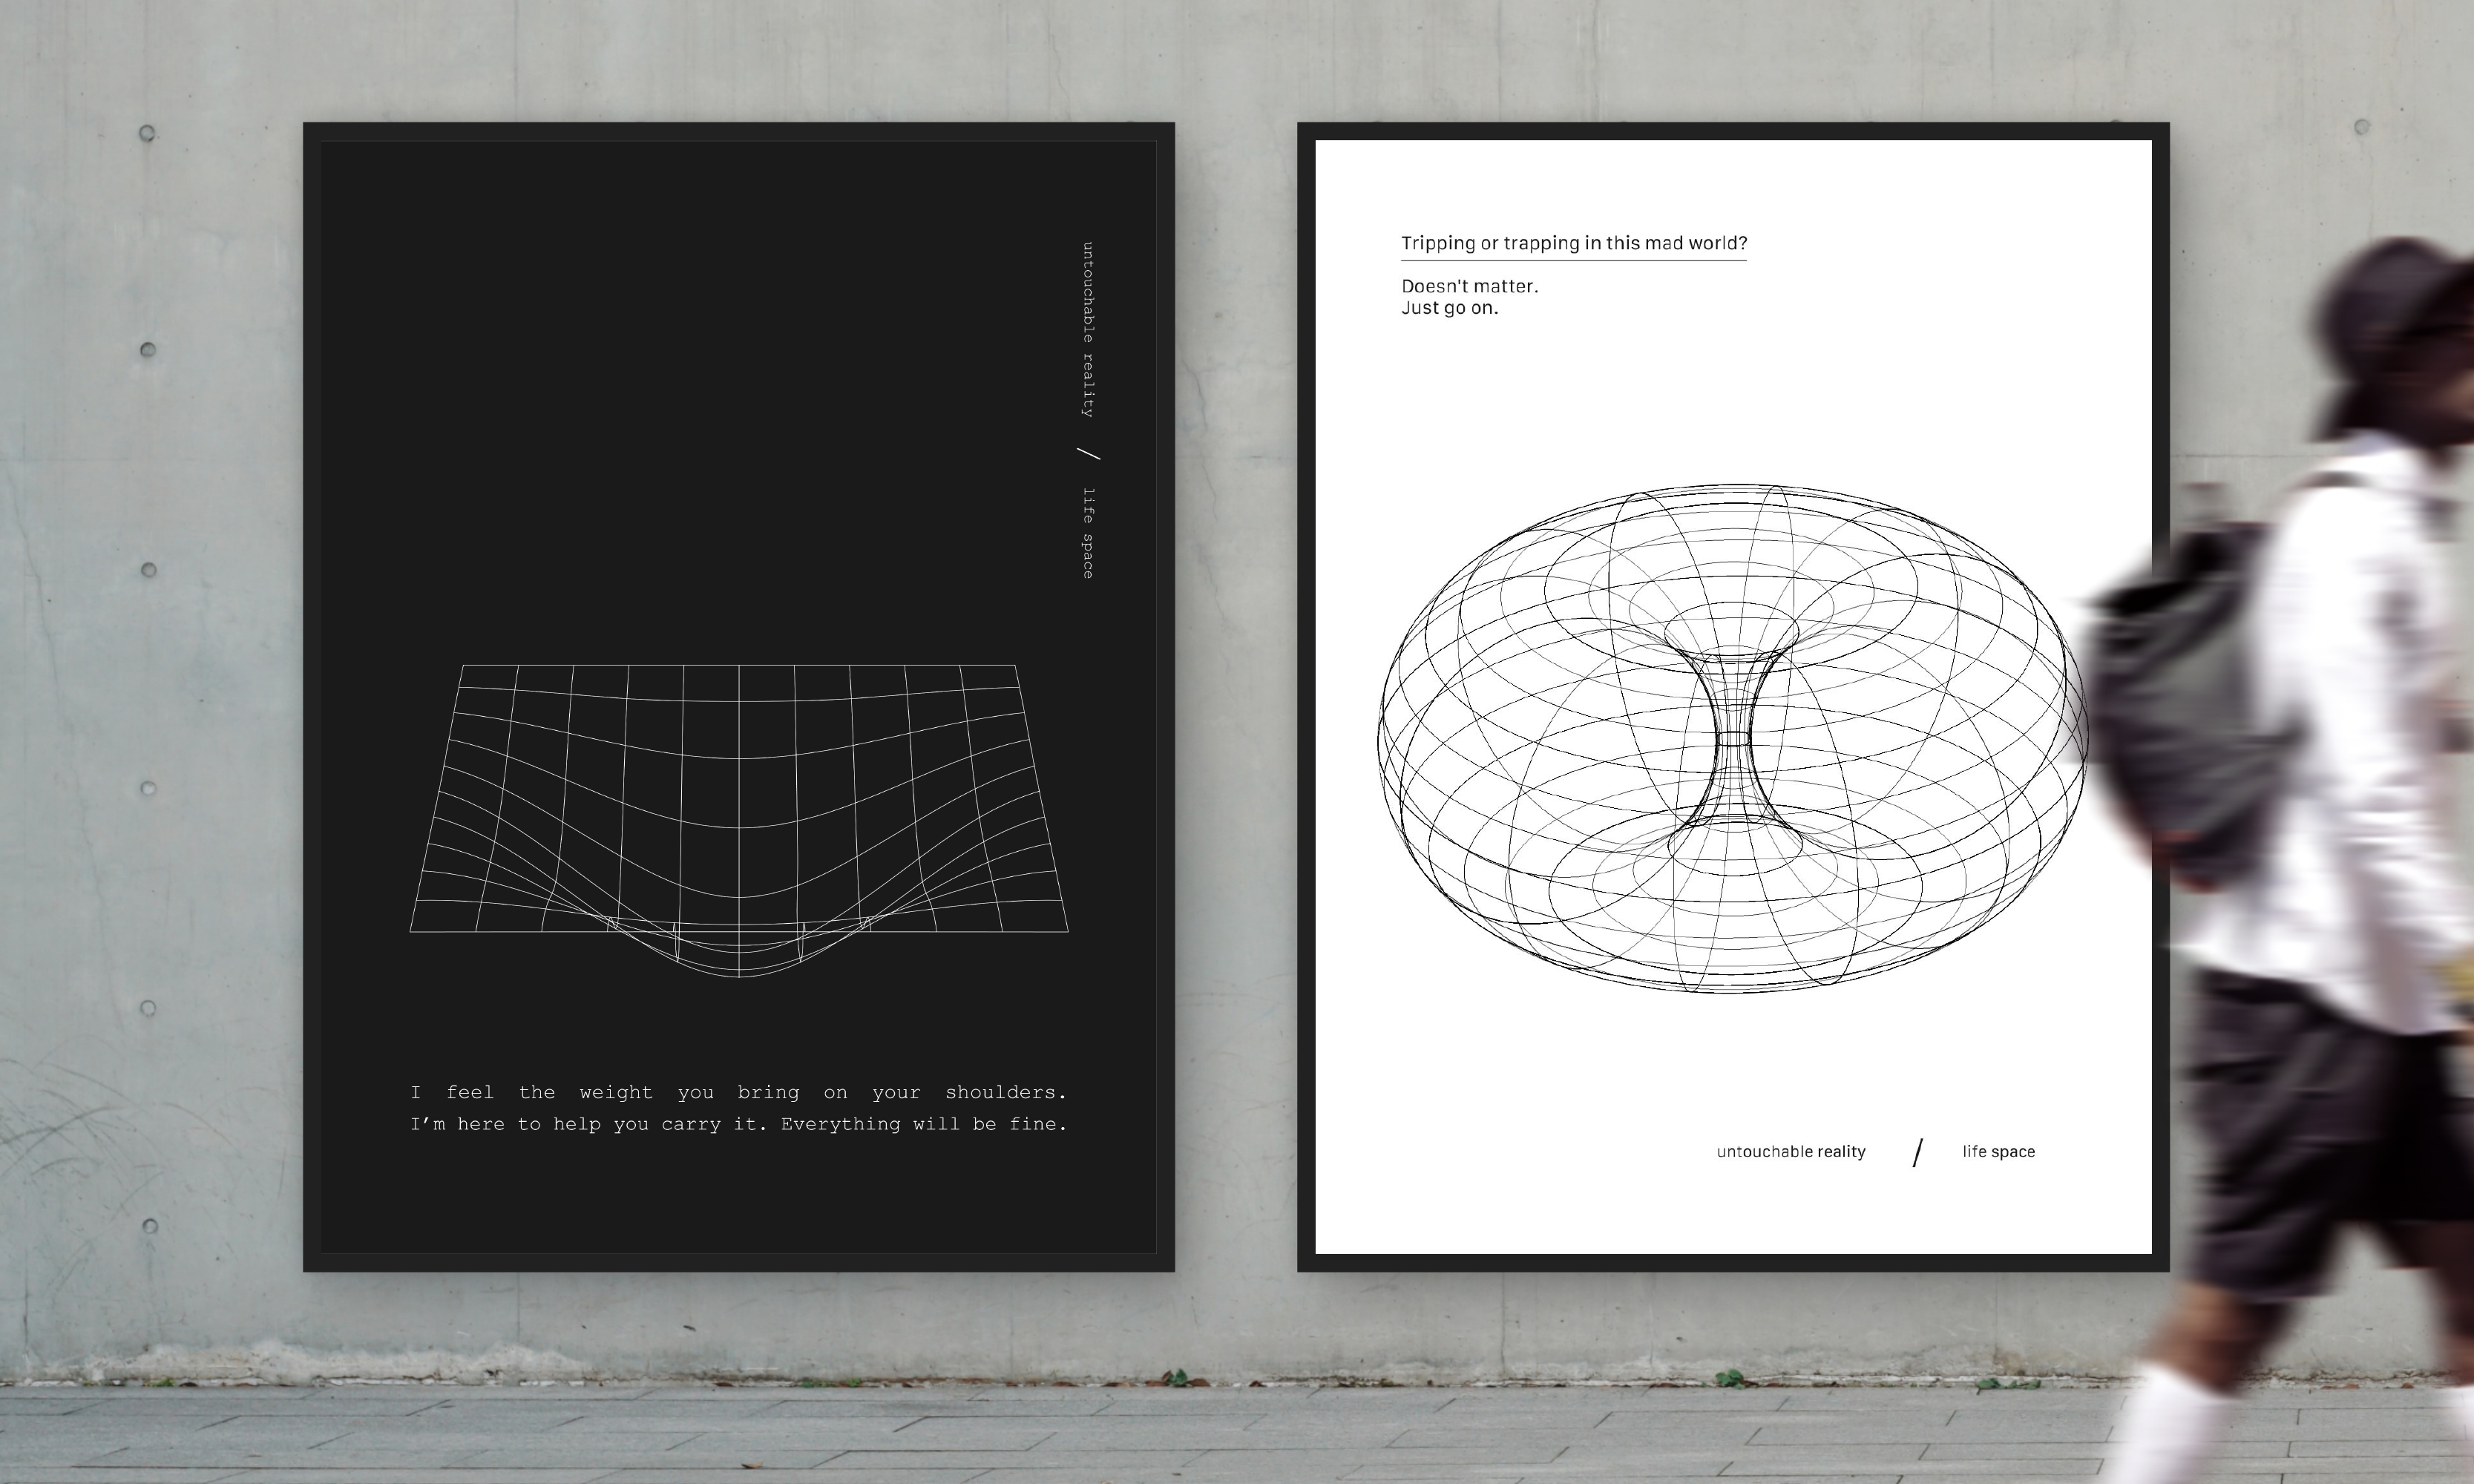 untouchable reality / life space
I feel the weight you bring on your shoulders.
I’m here to help you carry it. Everything will be fine.
Tripping or trapping in this mad world?
Doesn't matter.
Just go on.
untouchable reality / life space